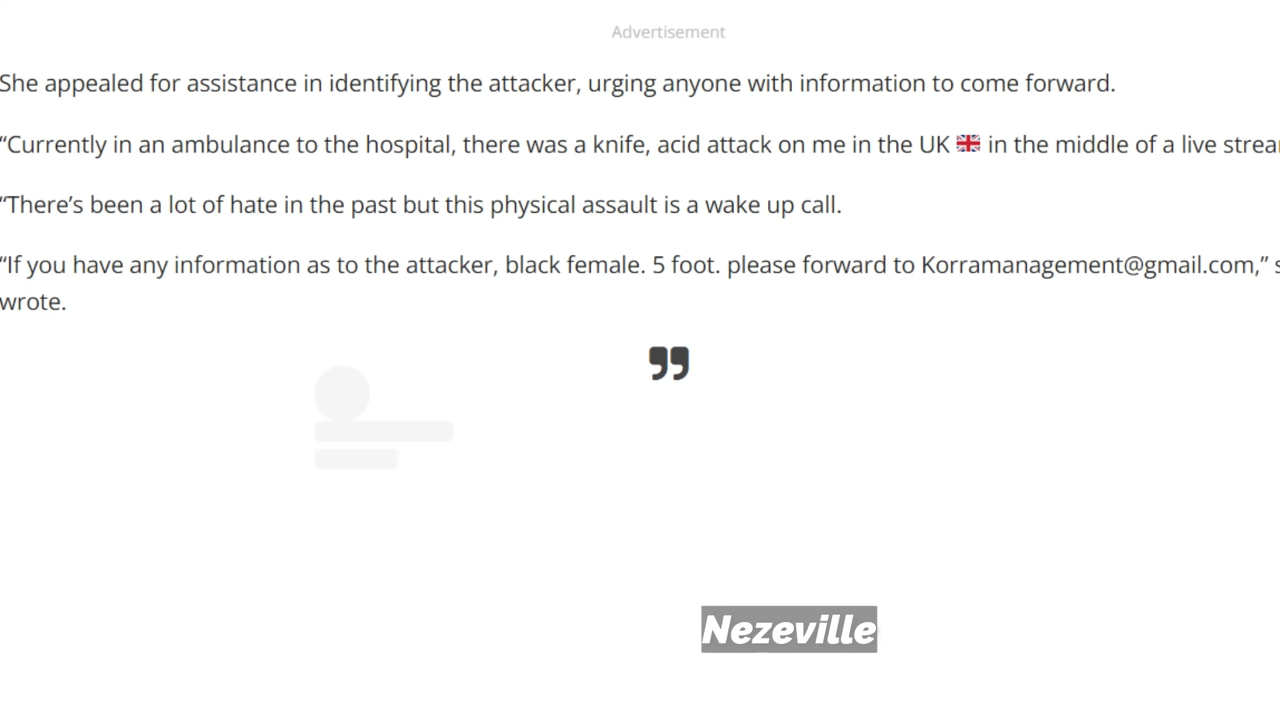 Advertisement
She appealed for assistance in identifying the attacker, urging anyone with information to come forward.
“Currently in an ambulance to the hospital, there was a knife, acid attack on me in the UK 🇬🇧 in the middle of a live
“There’s been a lot of hate in the past but this physical assault is a wake up call.
“If you have any information as to the attacker, black female. 5 foot. please forward to Korramanagement@gmail.com,”
wrote.
”
Nezeville